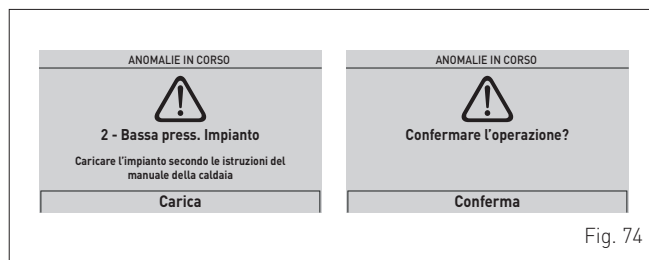 ANOMALIE IN CORSO
2 - Bassa press. Impianto
Caricare l'impianto secondo le istruzioni del
manuale della caldaia
Carica
ANOMALIE IN CORSO
Confermare l'operazione?
Conferma
Fig. 74